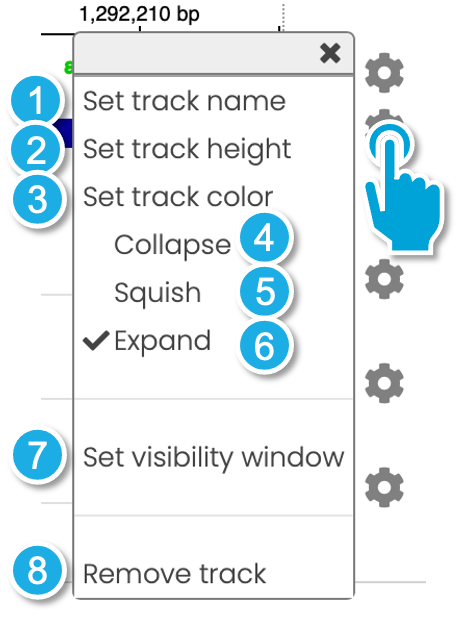 1,292,210 bp
1 Set track name
2 Set track height
3 Set track color
Collapse 4
Squish 5
Expand 6
7 Set visibility window
8 Remove track